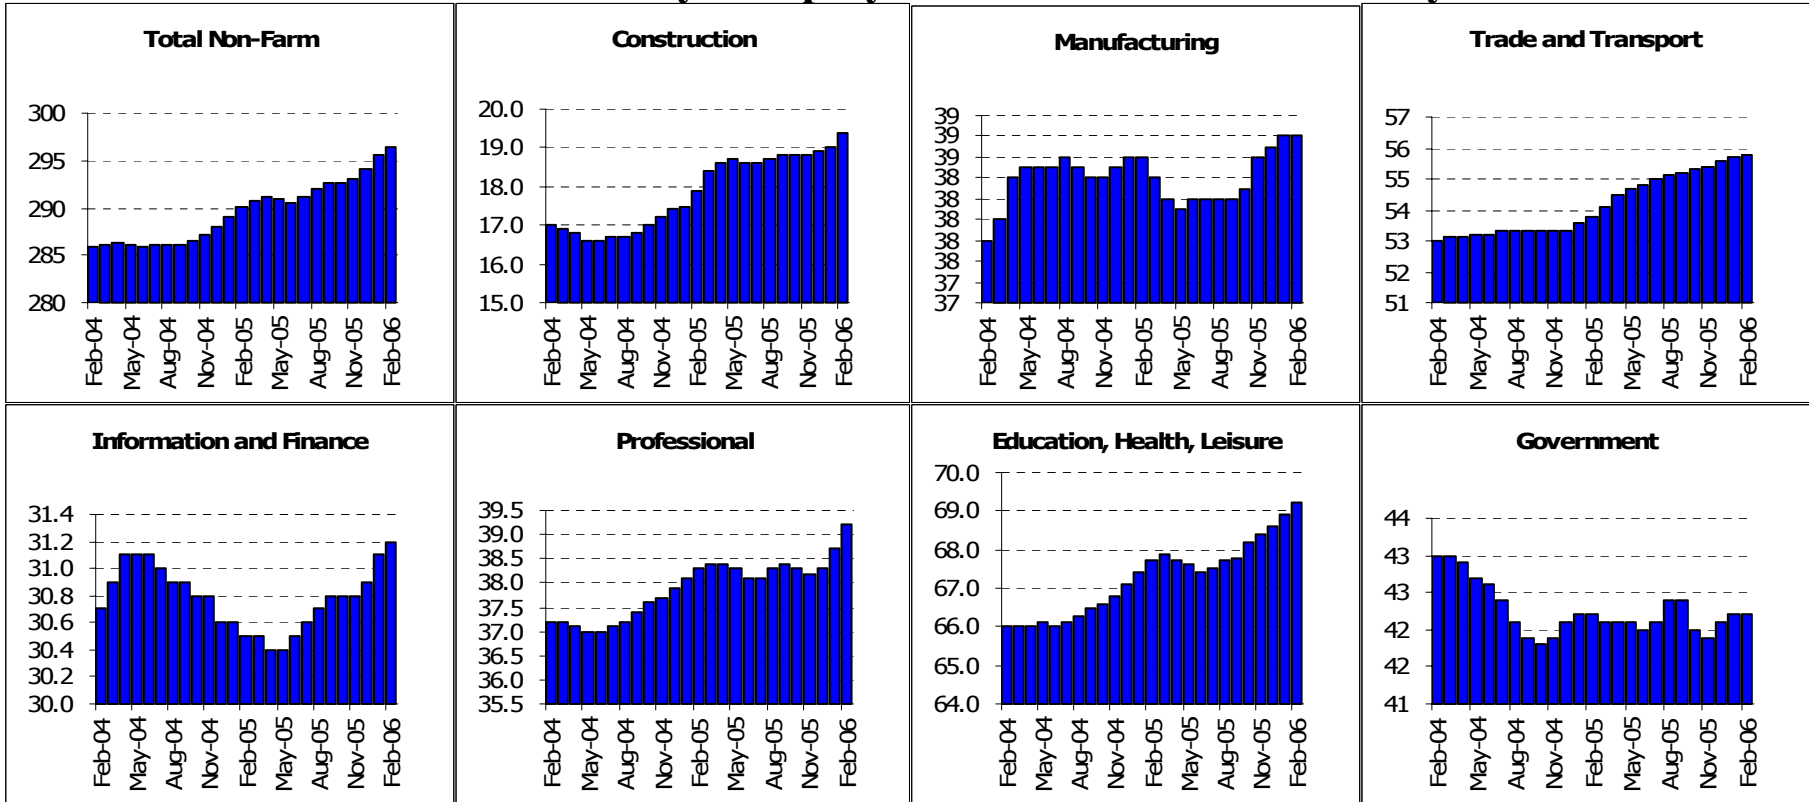 Total Non-Farm
300
295
290
285
280
Feb-04
May-04
Aug-04
Nov-04
Feb-05
May-05
Aug-05
Nov-05
Feb-06
Construction
20.0
19.0
18.0
17.0
16.0
15.0
Feb-04
May-04
Aug-04
Nov-04
Feb-05
May-05
Aug-05
Nov-05
Feb-06
Manufacturing
39
39
39
38
38
38
38
38
37
37
Feb-04
May-04
Aug-04
Nov-04
Feb-05
May-05
Aug-05
Nov-05
Feb-06
Trade and Transport
57
56
55
54
53
52
51
Feb-04
May-04
Aug-04
Nov-04
Feb-05
May-05
Aug-05
Nov-05
Feb-06
Information and Finance
31.4
31.2
31.0
30.8
30.6
30.4
30.2
30.0
Feb-04
May-04
Aug-04
Nov-04
Feb-05
May-05
Aug-05
Nov-05
Feb-06
Professional
39.5
39.0
38.5
38.0
37.5
37.0
36.5
36.0
35.5
Feb-04
May-04
Aug-04
Nov-04
Feb-05
May-05
Aug-05
Nov-05
Feb-06
Education, Health, Leisure
70.0
69.0
68.0
67.0
66.0
65.0
64.0
Feb-04
May-04
Aug-04
Nov-04
Feb-05
May-05
Aug-05
Nov-05
Feb-06
Government
44
43
43
42
42
41
Feb-04
May-04
Aug-04
Nov-04
Feb-05
May-05
Aug-05
Nov-05
Feb-06